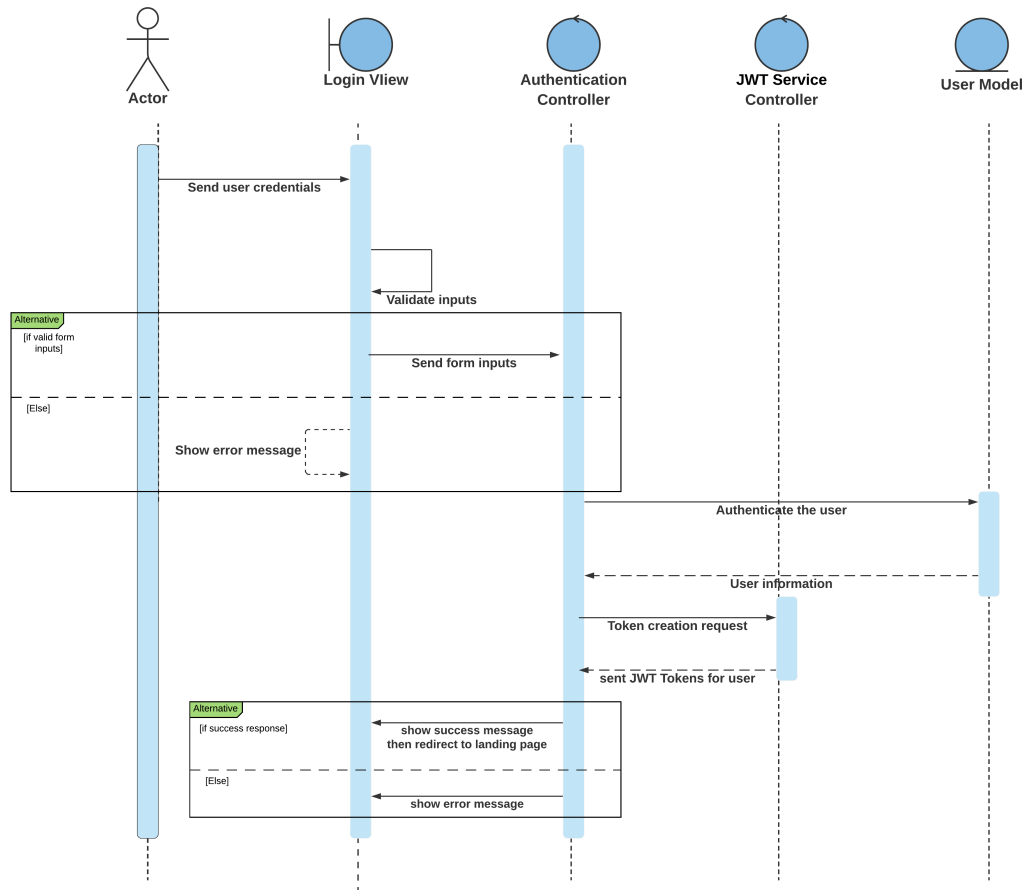 Actor
Login VIiew
Authentication
Controller
JWT Service
Controller
User Model
Send user credentials
Validate inputs
Alternative
[if valid form
inputs]
Send form inputs
[Else]
Show error message
Authenticate the user
User information
Token creation request
sent JWT Tokens for user
Alternative
[if success response]
show success message
then redirect to landing page
[Else]
show error message